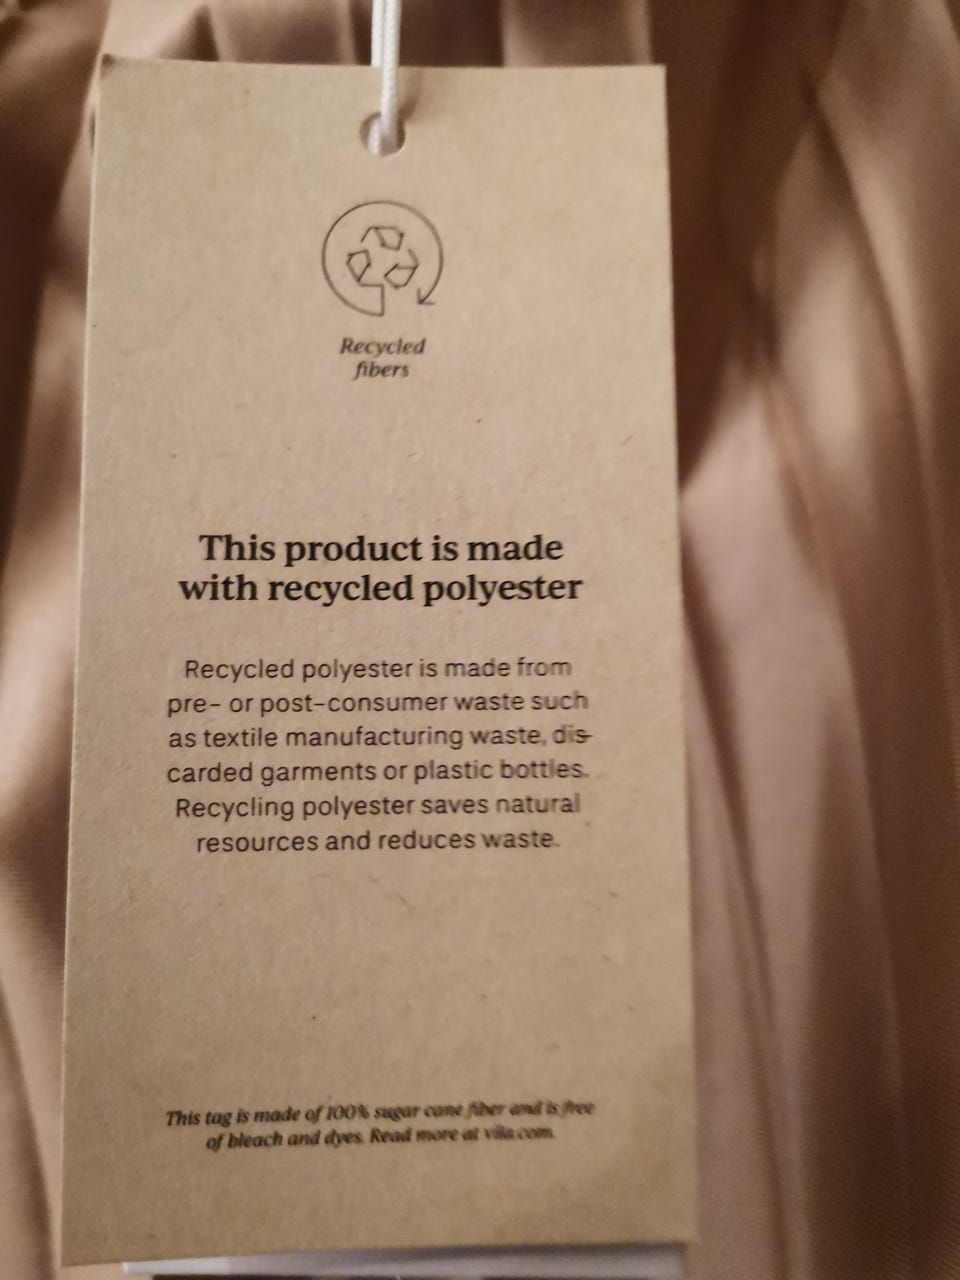 Recycled
fibers
This product is made
with recycled polyester
Recycled polyester is made from
pre- or post-consumer waste such
as textile manufacturing waste, dis-
carded garments or plastic bottles.
Recycling polyester saves natural
resources and reduces waste.
This tag is made of 100% sugar cane fiber and is free
of bleach and dyes. Read more at vila.com.